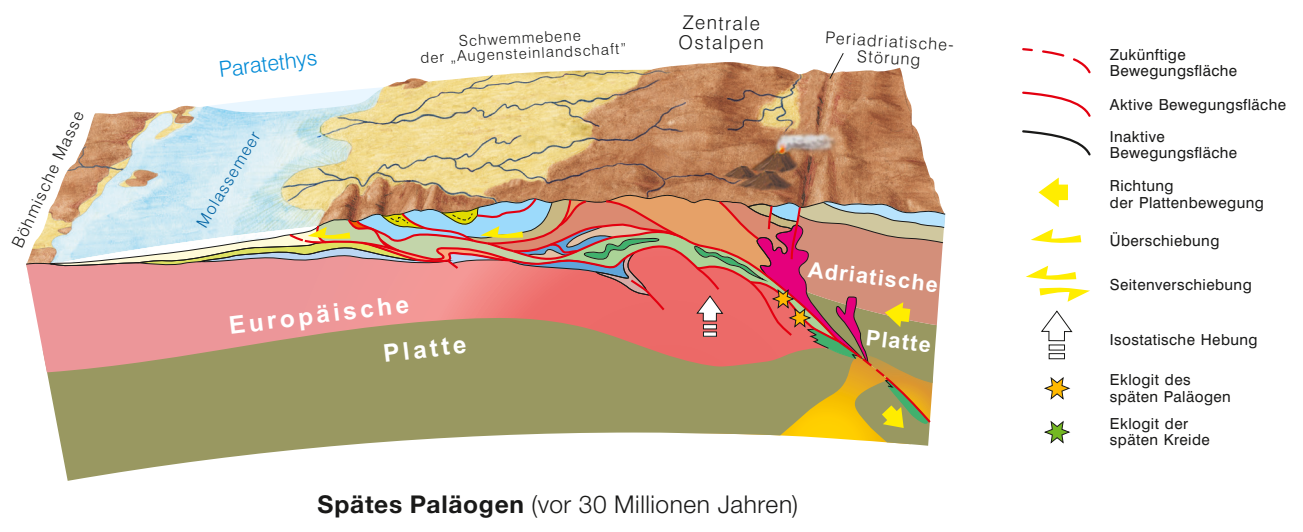 Böhmische Masse
Paratethys
Molassemeer
Schwemmebene
der „Augensteinlandschaft”
Zentrale
Ostalpen
Periadriatische-
Störung
Europäische
Platte
Adriatische
Platte
Zukünftige
Bewegungsfläche
Aktive Bewegungsfläche
Inaktive
Bewegungsfläche
Richtung
der Plattenbewegung
Überschiebung
Seitenverschiebung
Isostatische Hebung
Eklogit des
späten Paläogen
Eklogit der
späten Kreide
Spätes Paläogen (vor 30 Millionen Jahren)